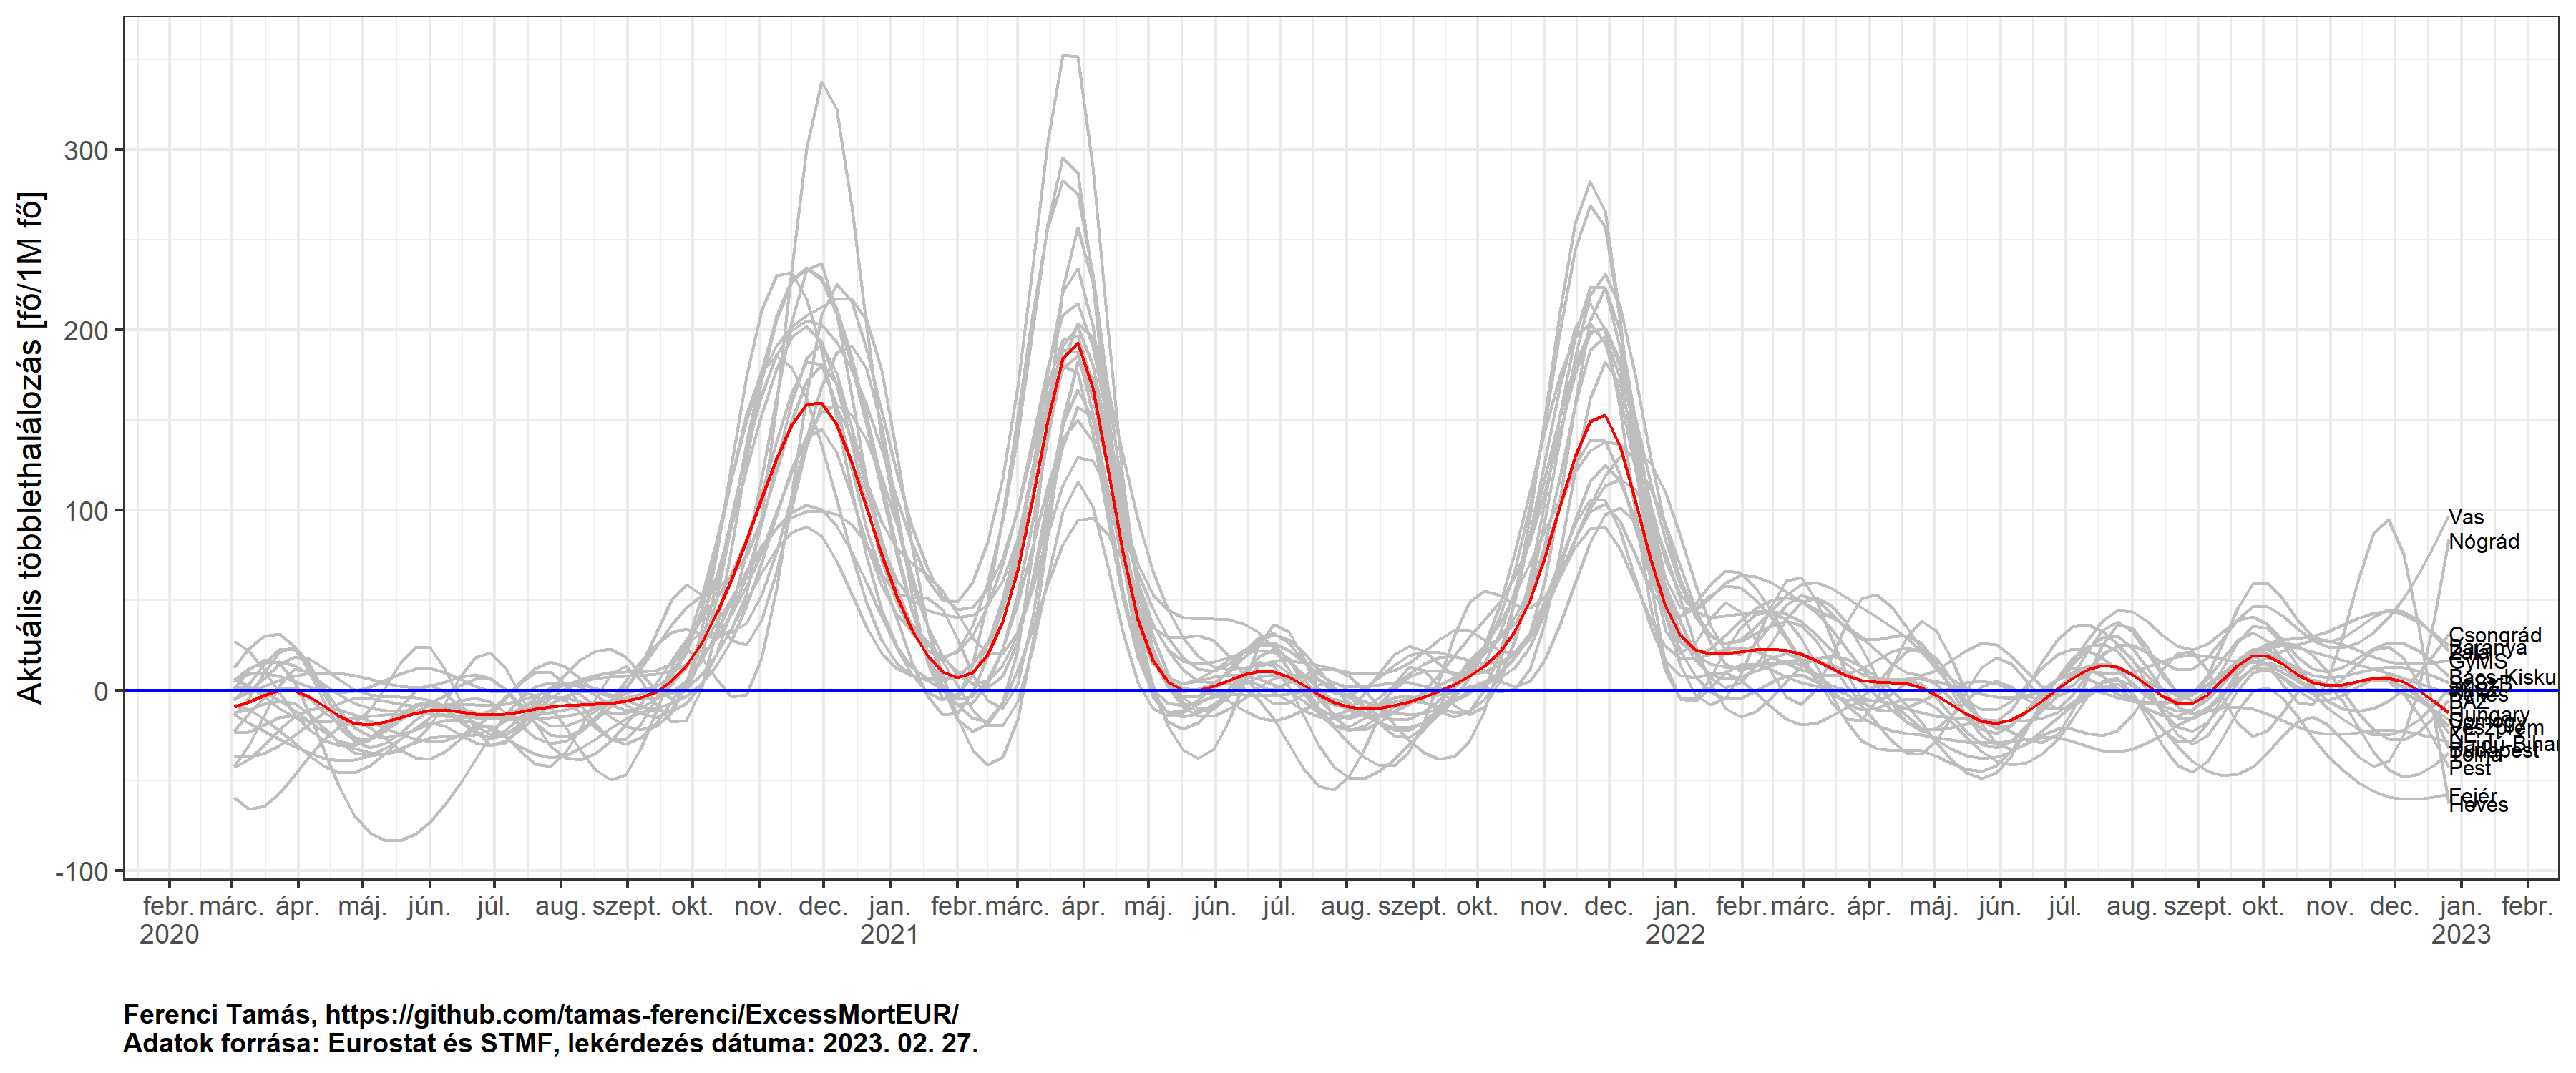 Aktuális többlethalálozás [fő/1M fő]
300
200
100
0
-100
Vas
Nógrád
Csongrád
Baranya
GyMS
Bács-Kisku
BAZ
Hungary
Veszprém
Hajdú-Bihar
Budapest
Tolna
Pest
Fejér
Heves
febr. márc. ápr. máj. jún. júl. aug. szept. okt. nov. dec. jan. febr. márc. ápr. máj. jún. júl. aug. szept. okt. nov. dec. jan. febr. márc. ápr. máj. jún. júl. aug. szept. okt. nov. dec. jan. febr.
2020 2021 2022 2023
Ferenci Tamás, https://github.com/tamas-ferenci/ExcessMortEUR/
Adatok forrása: Eurostat és STMF, lekérdezés dátuma: 2023. 02. 27.